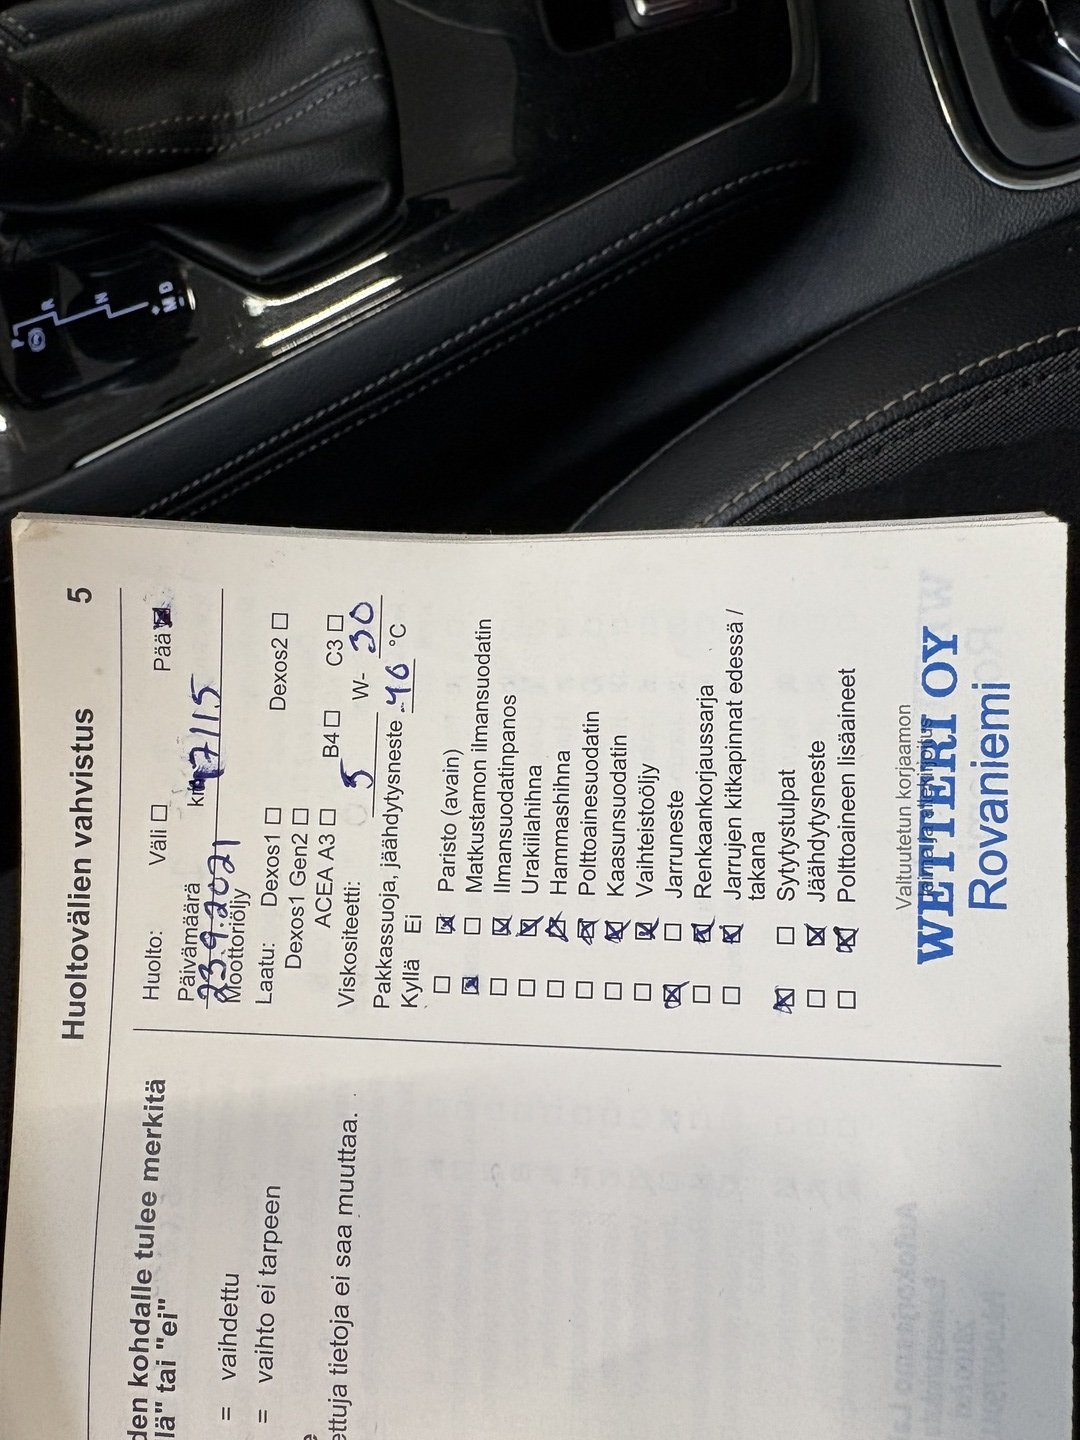 P
R
N
+
M D
-
den kohdalle tulee merkitä
lä" tai "ei"
= vaihdettu
= vaihto ei tarpeen
ettuja tietoja ei saa muuttaa.
Huoltovälien vahvistus 5
Huolto: Väli ☐ Pää ☒
Päivämäärä km
23.9.2021 47115
Moottoriöljy
Laatu: Dexos1 ☐ Dexos2 ☐
Dexos1 Gen2 ☐
ACEA A3 ☐ B4 ☐ C3 ☐
Viskositeetti: 5 W- 30
Pakkassuoja, jäähdytysneste -40 °C
Kyllä Ei
☐ ☒ Paristo (avain)
☒ ☐ Matkustamon ilmansuodatin
☐ ☒ Ilmansuodatinpanos
☐ ☒ Urakiilahihna
☐ ☒ Hammashihna
☐ ☒ Polttoainesuodatin
☐ ☒ Kaasunsuodatin
☐ ☒ Vaihteistoöljy
☒ ☐ Jarruneste
☐ ☒ Renkaankorjaussarja
☐ ☒ Jarrujen kitkapinnat edessä /
takana
☒ ☐ Sytytystulpat
☐ ☒ Jäähdytysneste
☐ ☒ Polttoaineen lisäaineet
Valtuutetun korjaamon
WETTERI OY
Rovaniemi